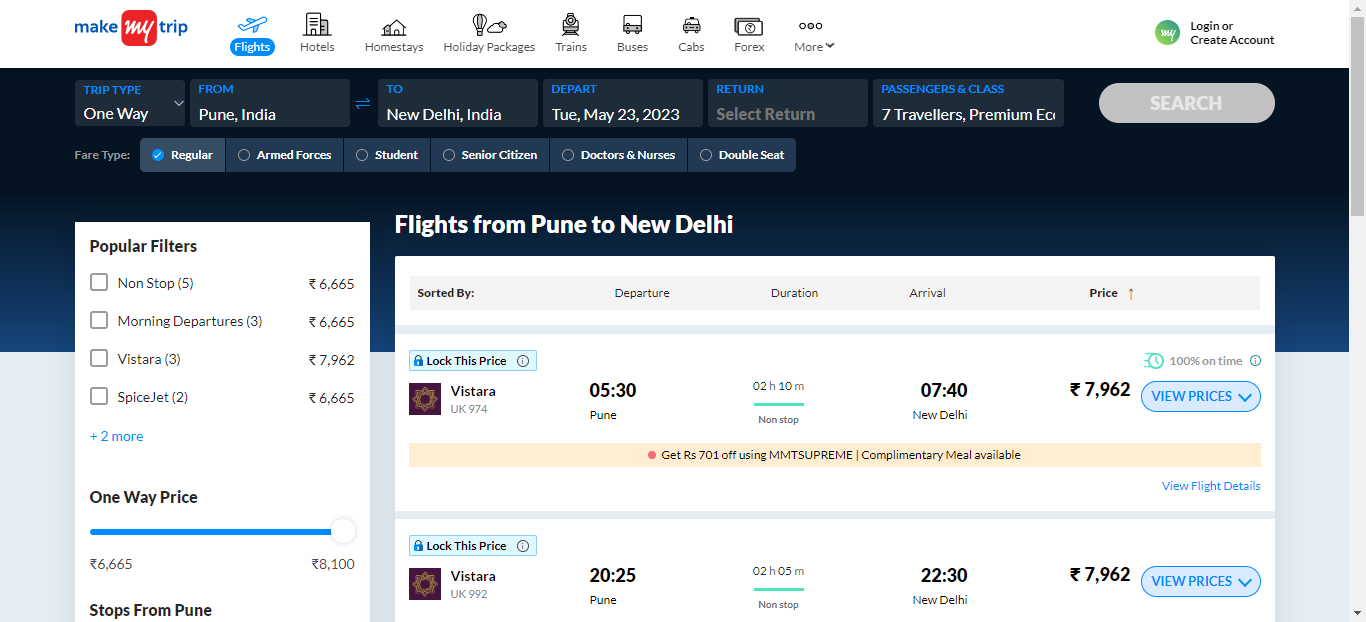 make my trip
Flights
Hotels
Homestays
Holiday Packages
Trains
Buses
Cabs
Forex
More
my
Login or
Create Account
TRIP TYPE
One Way
FROM
Pune, India
TO
New Delhi, India
DEPART
Tue, May 23, 2023
RETURN
Select Return
PASSENGERS & CLASS
7 Travellers, Premium Ecc
SEARCH
Fare Type:
Regular
Armed Forces
Student
Senior Citizen
Doctors & Nurses
Double Seat
Flights from Pune to New Delhi
Popular Filters
Non Stop (5) ₹ 6,665
Morning Departures (3) ₹ 6,665
Vistara (3) ₹ 7,962
SpiceJet (2) ₹ 6,665
+ 2 more
One Way Price
₹6,665 ₹8,100
Stops From Pune
Sorted By: Departure Duration Arrival Price ↑
Lock This Price
100% on time
Vistara
UK 974
05:30
Pune
02 h 10 m
Non stop
07:40
New Delhi
₹ 7,962
VIEW PRICES
Get Rs 701 off using MMTSUPREME | Complimentary Meal available
View Flight Details
Lock This Price
Vistara
UK 992
20:25
Pune
02 h 05 m
Non stop
22:30
New Delhi
₹ 7,962
VIEW PRICES